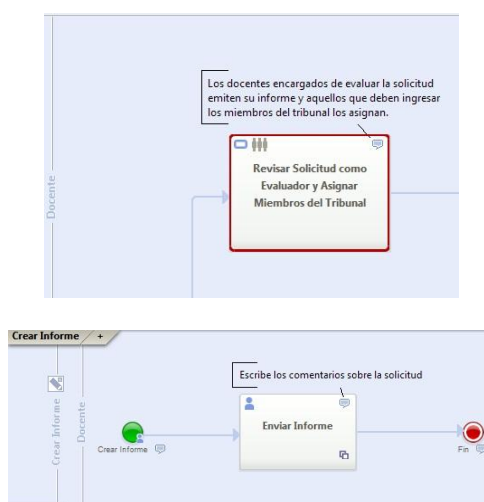 Los docentes encargados de evaluar la solicitud
emiten su informe y aquellos que deben ingresar
los miembros del tribunal los asignan.
Revisar Solicitud como
Evaluador y Asignar
Miembros del Tribunal
Docente
Crear Informe
+
Crear Informe
Docente
Escribe los comentarios sobre la solicitud
Enviar Informe
Crear Informe
Fin